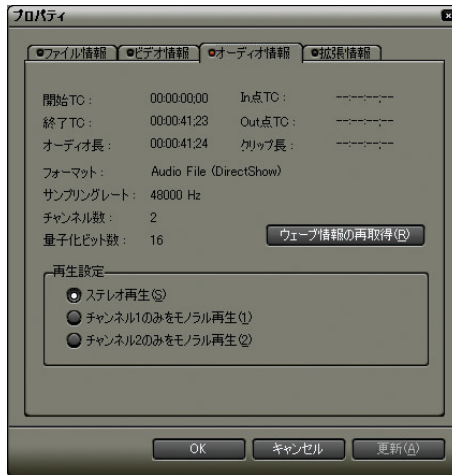 プロパティ
ファイル情報 ビデオ情報 オーディオ情報 拡張情報
開始TC： 00:00:00;00 In点TC： --:--:--;--
終了TC： 00:00:41;23 Out点TC： --:--:--;--
オーディオ長： 00:00:41;24 クリップ長： --:--:--;--
フォーマット： Audio File (DirectShow)
サンプリングレート： 48000 Hz
チャンネル数： 2
量子化ビット数： 16 ウェーブ情報の再取得(R)
再生設定
ステレオ再生(S)
チャンネル1のみをモノラル再生(1)
チャンネル2のみをモノラル再生(2)
OK キャンセル 更新(A)